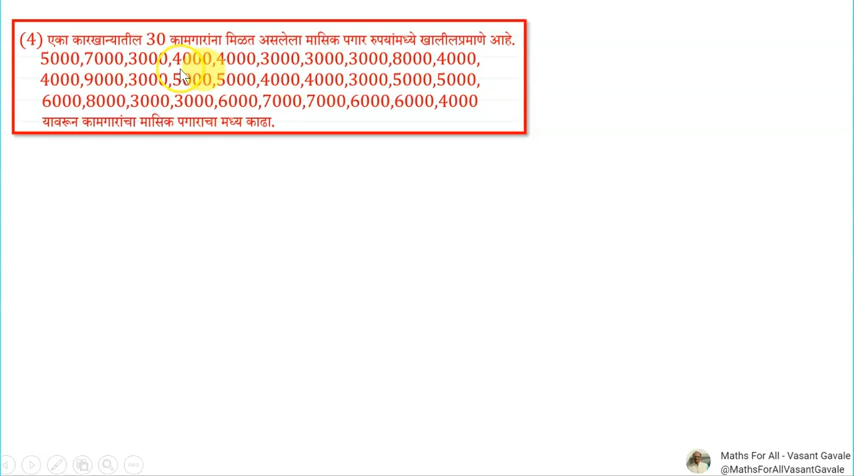 (4) एका कारखान्यातील 30 कामगारांना मिळत असलेला मासिक पगार रुपयांमध्ये खालीलप्रमाणे आहे.
5000,7000,3000,4000,4000,3000,3000,3000,8000,4000,
4000,9000,3000,5000,5000,4000,4000,3000,5000,5000,
6000,8000,3000,3000,6000,7000,7000,6000,6000,4000
यावरून कामगारांचा मासिक पगाराचा मध्य काढा.
Maths For All - Vasant Gavale
@MathsForAllVasantGavale